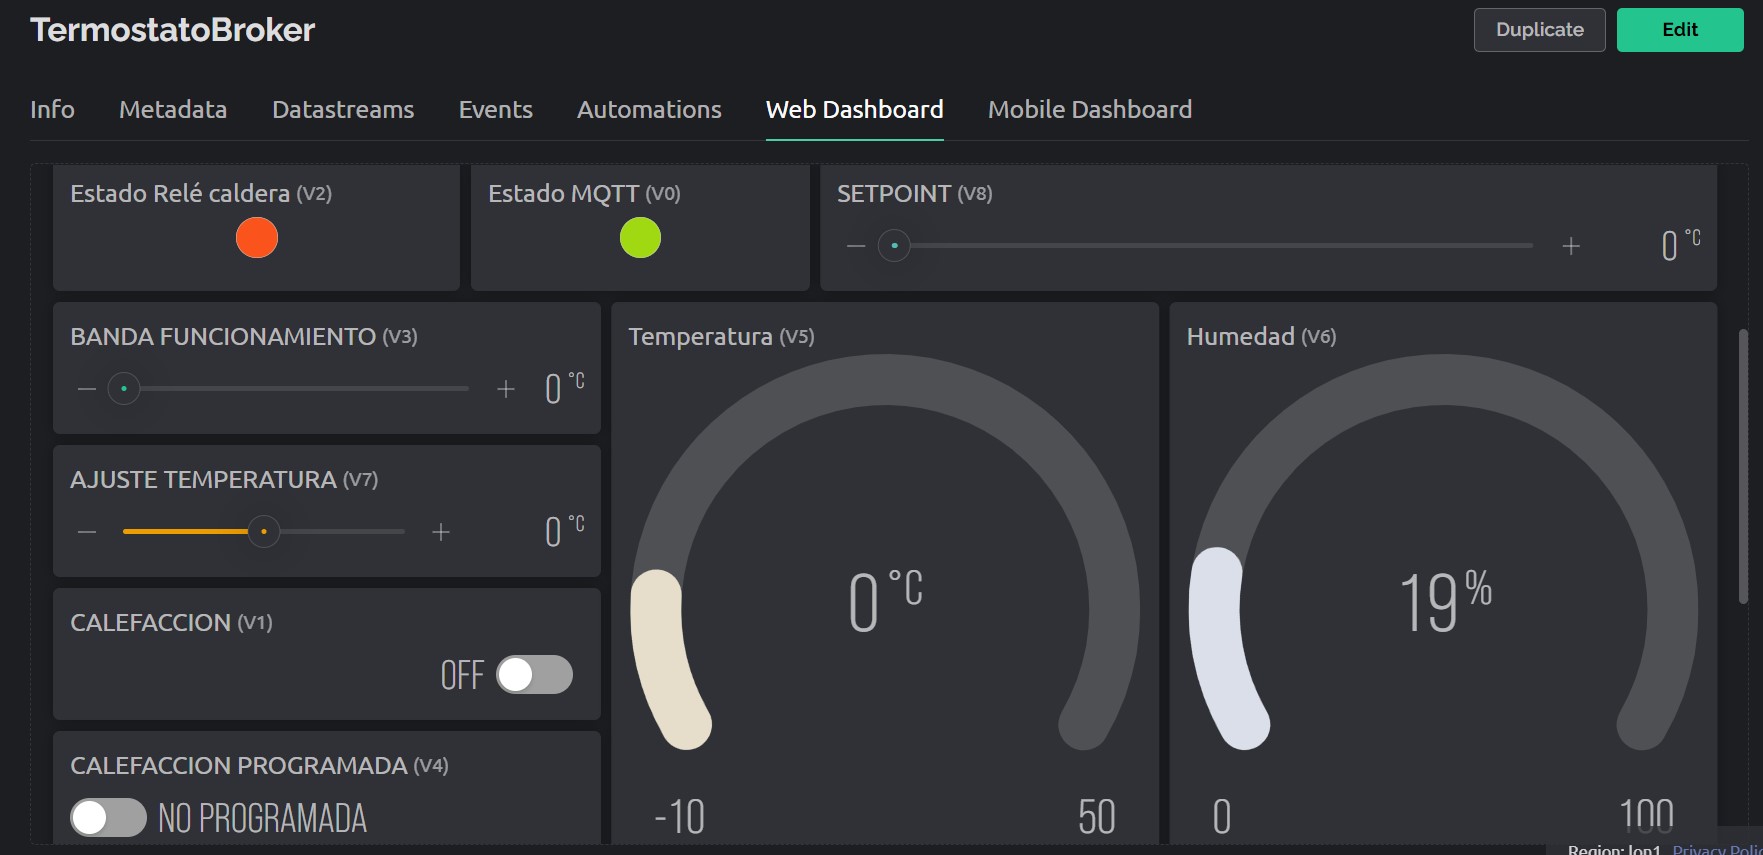 TermostatoBroker
Duplicate
Edit
Info
Metadata
Datastreams
Events
Automations
Web Dashboard
Mobile Dashboard
Estado Relé caldera (V2)
Estado MQTT (V0)
SETPOINT (V8)
0 °C
BANDA FUNCIONAMIENTO (V3)
0 °C
AJUSTE TEMPERATURA (V7)
0 °C
CALEFACCION (V1)
OFF
CALEFACCION PROGRAMADA (V4)
NO PROGRAMADA
Temperatura (V5)
0 °C
-10
50
Humedad (V6)
19 %
0
100
Region: lon1 Privacy Polic